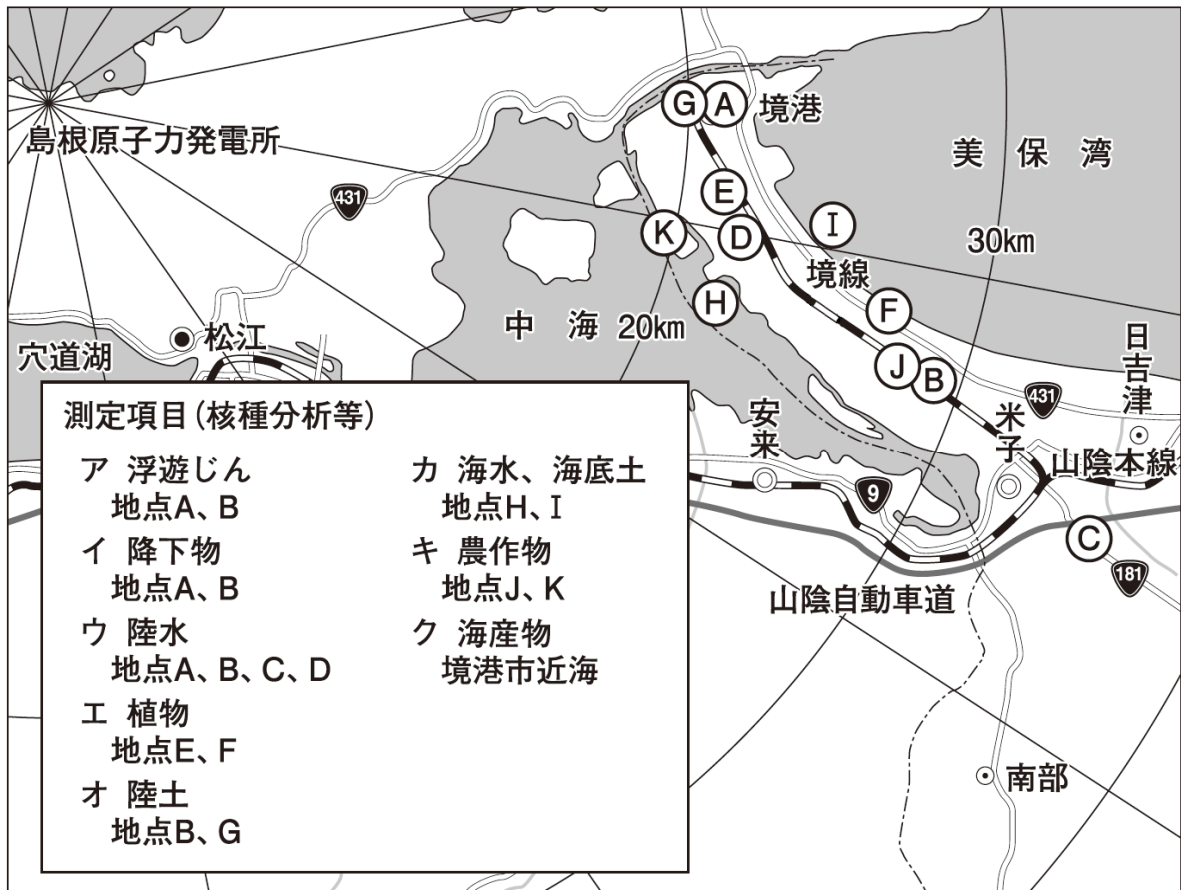 島根原子力発電所
431
G
A
境港
美保湾
E
K
D
I
30km
境線
H
F
中海
20km
松江
宍道湖
J
B
431
日吉津
米子
安来
山陰本線
9
C
181
山陰自動車道
南部
測定項目(核種分析等)
ア 浮遊じん
地点A、B
イ 降下物
地点A、B
ウ 陸水
地点A、B、C、D
エ 植物
地点E、F
オ 陸土
地点B、G
カ 海水、海底土
地点H、I
キ 農作物
地点J、K
ク 海産物
境港市近海